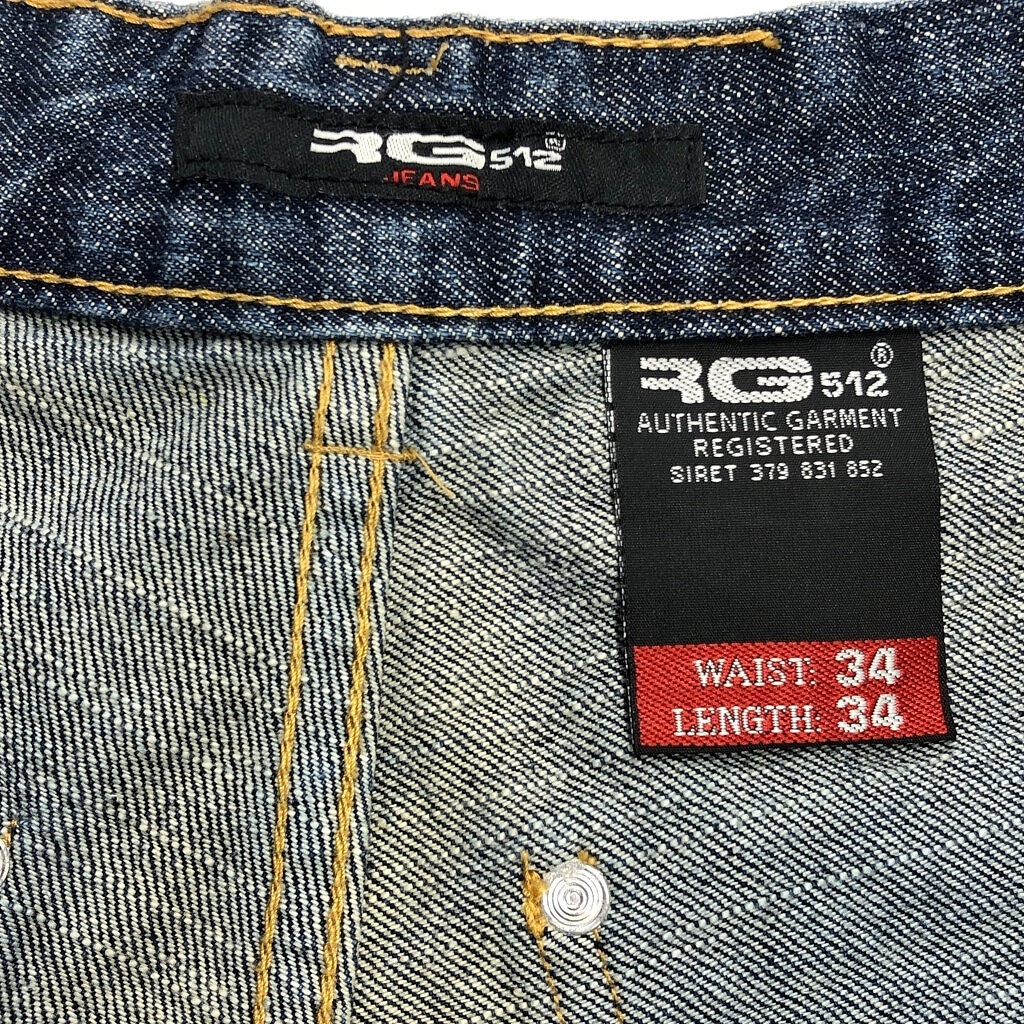 RG512®
JEANS
RG512®
AUTHENTIC GARMENT
REGISTERED
SIRET 379 831 852
WAIST: 34
LENGTH: 34